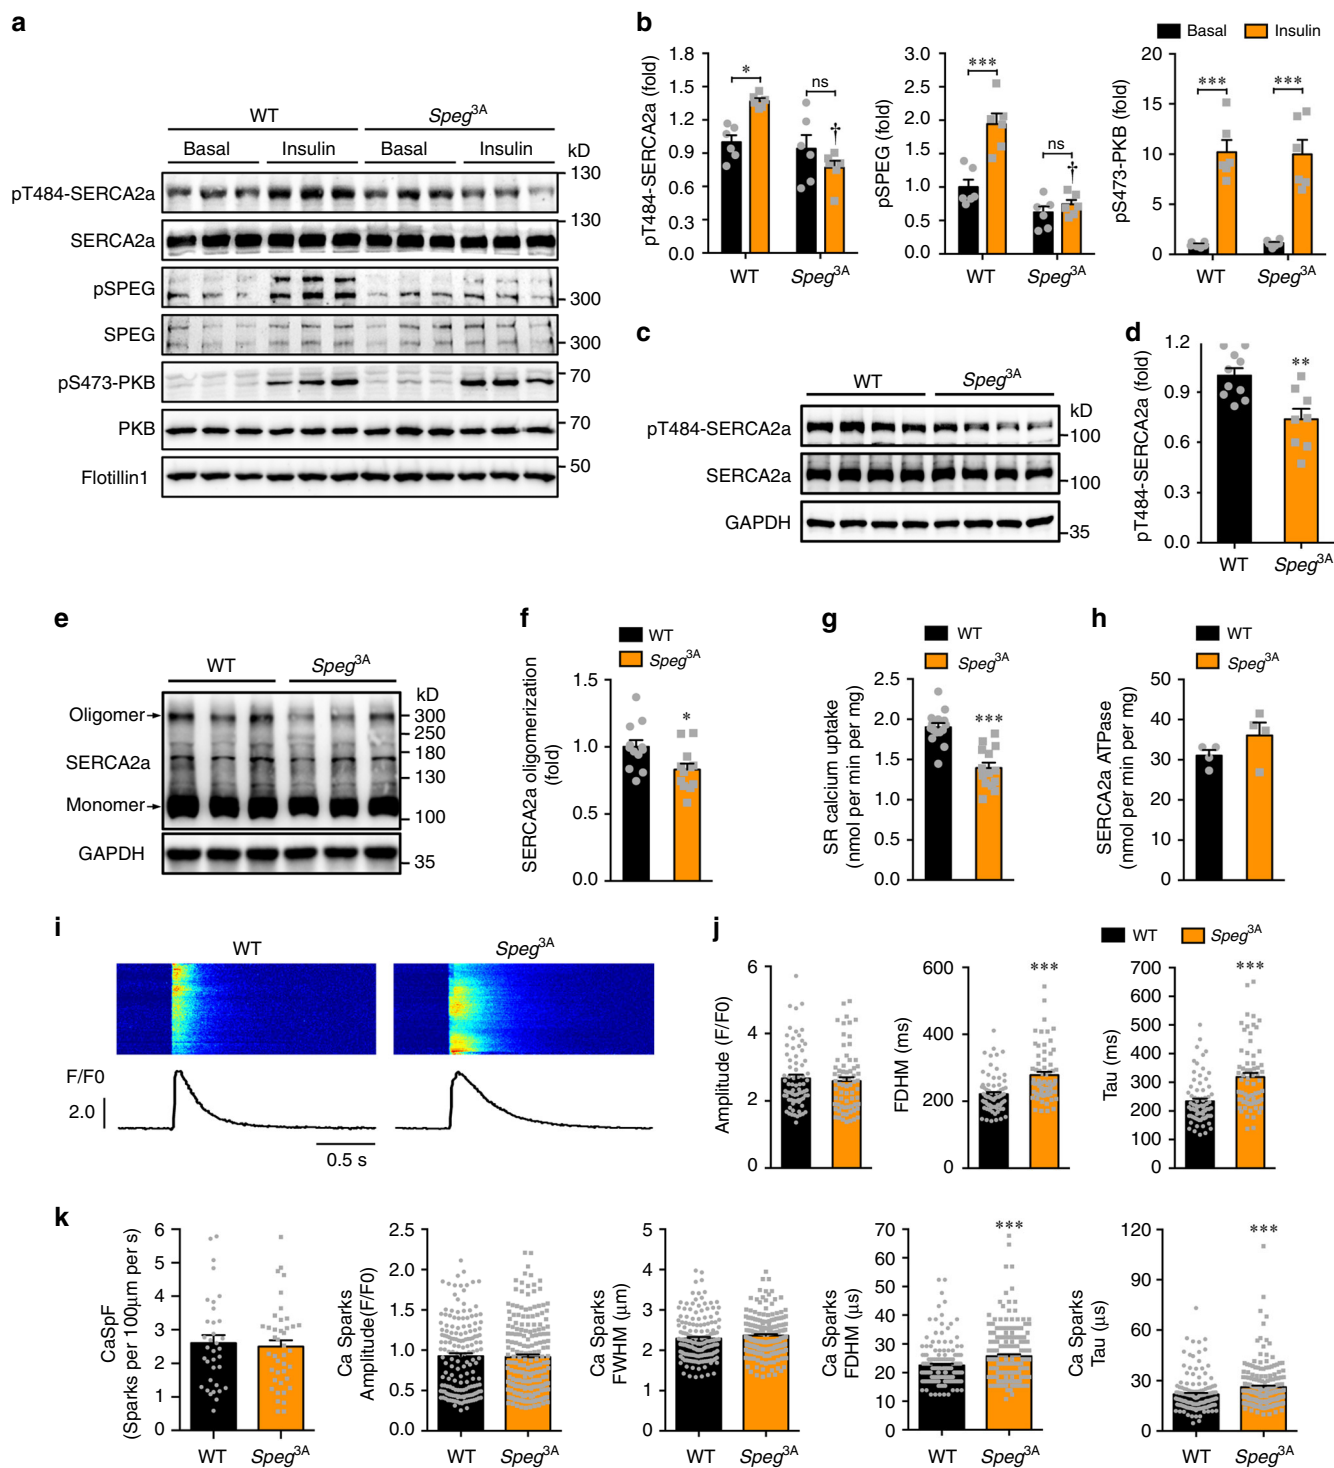 a
WT
Speg3A
Basal
Insulin
Basal
Insulin
kD
pT484-SERCA2a
130
SERCA2a
130
pSPEG
300
SPEG
300
pS473-PKB
70
PKB
70
Flotillin1
50
b
Basal
Insulin
pT484-SERCA2a (fold)
1.8
1.5
1.2
0.9
0.6
0.3
0.0
*
ns
†
WT
Speg3A
pSPEG (fold)
3.0
2.5
2.0
1.5
1.0
0.5
0.0
***
ns
†
WT
Speg3A
pS473-PKB (fold)
20
15
10
5
0
***
***
WT
Speg3A
c
WT
Speg3A
kD
pT484-SERCA2a
100
SERCA2a
100
GAPDH
35
d
pT484-SERCA2a (fold)
1.2
0.9
0.6
0.3
0.0
**
WT
Speg3A
e
WT
Speg3A
kD
Oligomer
300
250
180
SERCA2a
130
Monomer
100
GAPDH
35
f
WT
Speg3A
SERCA2a oligomerization
(fold)
1.5
1.0
0.5
0.0
*
g
WT
Speg3A
SR calcium uptake
(nmol per min per mg)
2.5
2.0
1.5
1.0
0.5
0.0
***
h
WT
Speg3A
SERCA2a ATPase
(nmol per min per mg)
50
40
30
20
10
0
i
WT
Speg3A
F/F0
2.0
0.5 s
j
WT
Speg3A
Amplitude (F/F0)
6
4
2
0
FDHM (ms)
600
400
200
0
***
Tau (ms)
700
600
500
400
300
200
100
0
***
k
CaSpF
(Sparks per 100μm per s)
6
5
4
3
2
1
0
WT
Speg3A
Ca Sparks
Amplitude(F/F0)
2.5
2.0
1.5
1.0
0.5
0.0
WT
Speg3A
Ca Sparks
FWHM (μm)
5
4
3
2
1
0
WT
Speg3A
Ca Sparks
FDHM (μs)
70
60
50
40
30
20
10
0
***
WT
Speg3A
Ca Sparks
Tau (μs)
120
90
60
30
0
***
WT
Speg3A